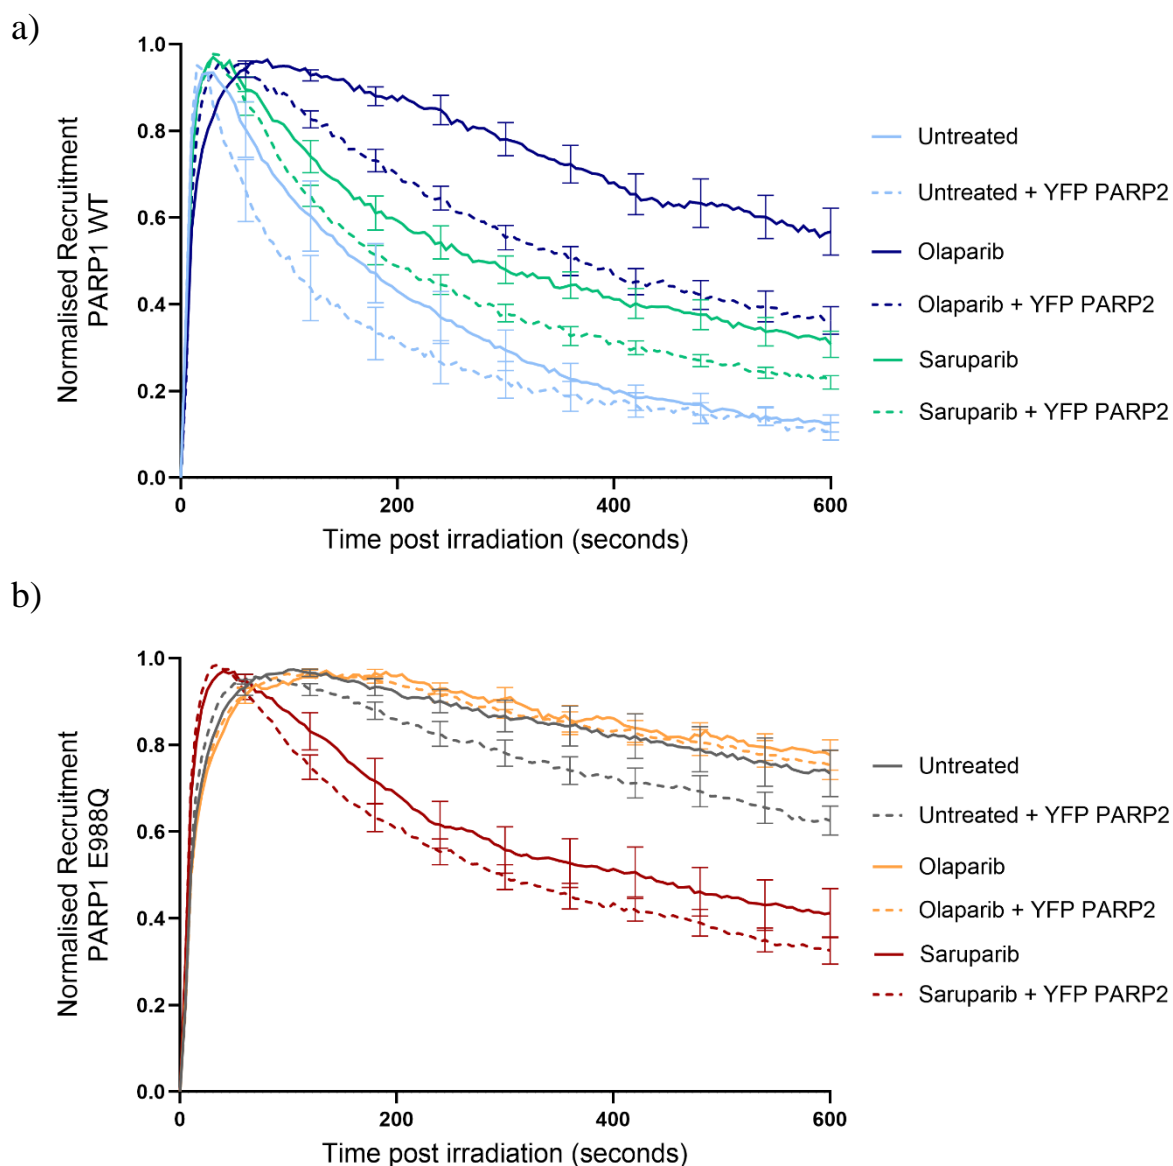 a)
Normalised Recruitment
PARP1 WT
1.0
0.8
0.6
0.4
0.2
0.0
0
200
400
600
Time post irradiation (seconds)
Untreated
Untreated + YFP PARP2
Olaparib
Olaparib + YFP PARP2
Saruparib
Saruparib + YFP PARP2
b)
Normalised Recruitment
PARP1 E988Q
1.0
0.8
0.6
0.4
0.2
0.0
0
200
400
600
Time post irradiation (seconds)
Untreated
Untreated + YFP PARP2
Olaparib
Olaparib + YFP PARP2
Saruparib
Saruparib + YFP PARP2